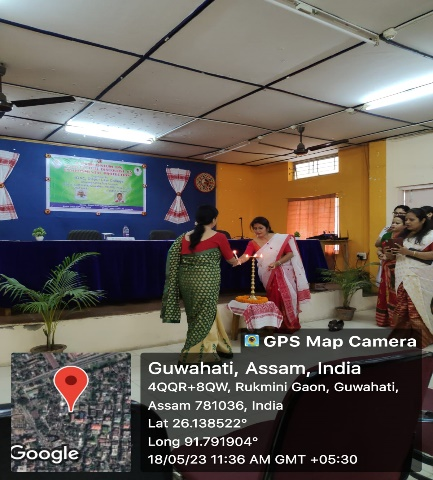 GPS Map Camera
Guwahati, Assam, India
4QQR+8QW, Rukmini Gaon, Guwahati,
Assam 781036, India
Lat 26.138522°
Long 91.791904°
18/05/23 11:36 AM GMT +05:30
Google